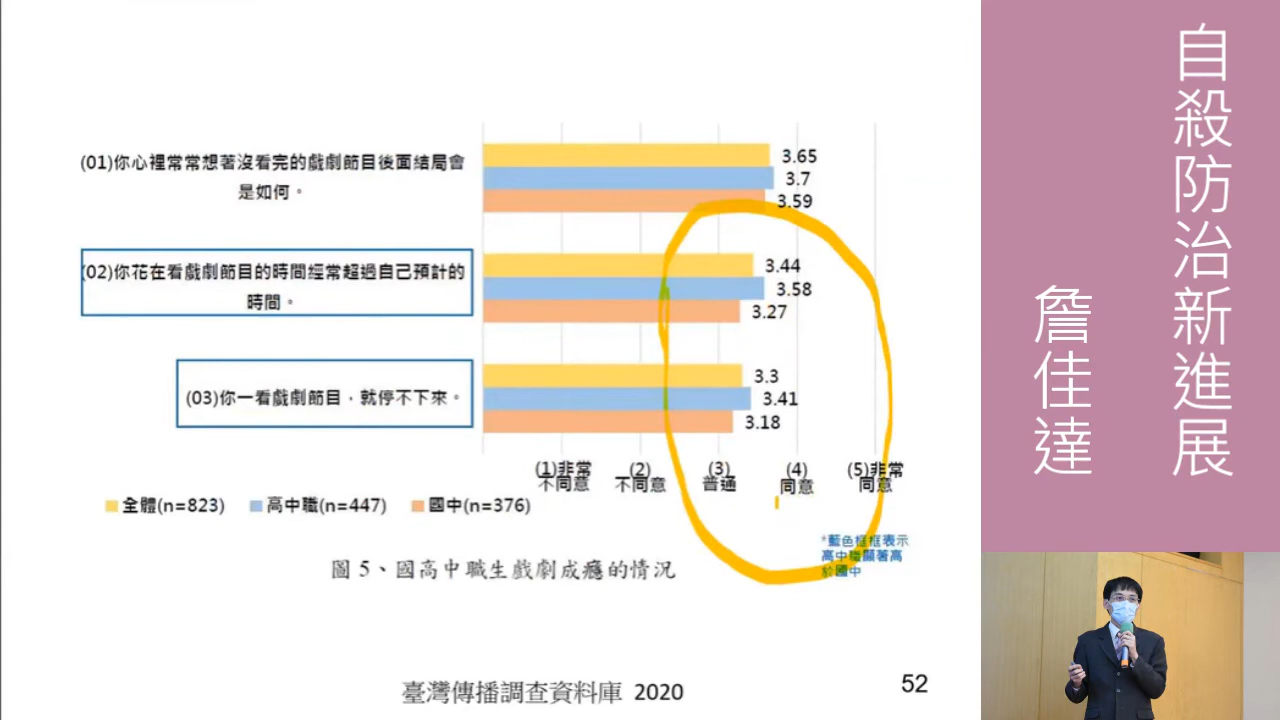 (01)你心裡常常想著沒看完的戲劇節目後面結局會
是如何。
3.65
3.7
3.59
(02)你花在看戲劇節目的時間經常超過自己預計的
時間。
3.44
3.58
3.27
(03)你一看戲劇節目,就停不下來。
3.3
3.41
3.18
(1)非常
不同意
(2)
不同意
(3)
普通
(4)
同意
(5)非常
同意
全體(n=823)
高中職(n=447)
國中(n=376)
*藍色框框表示
高中職顯著高
於國中
圖 5、國高中職生戲劇成癮的情況
臺灣傳播調查資料庫 2020
52
自殺防治新進展
詹佳達